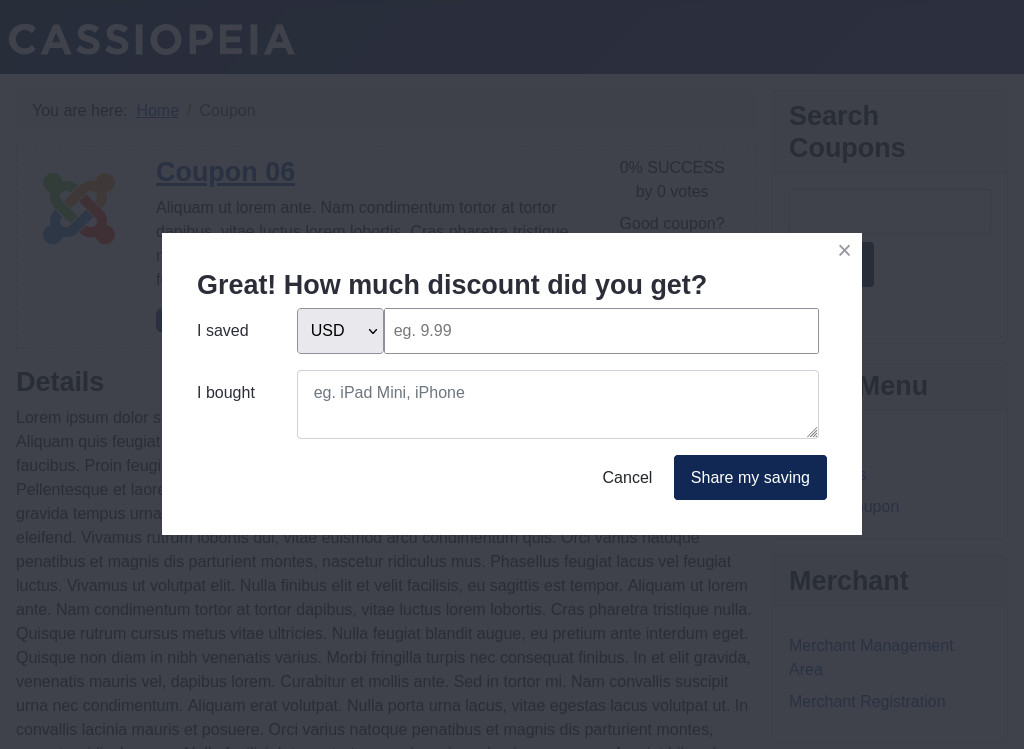 CASSIOPEIA
You are here: Home / Coupon
Search
Coupons
Coupon 06
0% SUCCESS
by 0 votes
Good coupon?
Aliquam ut lorem ante. Nam condimentum tortor at tortor
dapibus, vitae luctus lorem lobortis. Cras pharetra tristique
×
Great! How much discount did you get?
I saved
USD
eg. 9.99
I bought
eg. iPad Mini, iPhone
Cancel
Share my saving
Details
Menu
Lorem ipsum dolor s
Aliquam quis feugiat
faucibus. Proin feugi
Pellentesque et laore
gravida tempus urna
eleifend. Vivamus rutrum lobortis dui, vitae euismod arcu condimentum quis. Orci varius natoque
penatibus et magnis dis parturient montes, nascetur ridiculus mus. Phasellus feugiat lacus vel feugiat
luctus. Vivamus ut volutpat elit. Nulla finibus elit et velit facilisis, eu sagittis est tempor. Aliquam ut lorem
ante. Nam condimentum tortor at tortor dapibus, vitae luctus lorem lobortis. Cras pharetra tristique nulla.
Quisque rutrum cursus metus vitae ultricies. Nulla feugiat blandit augue, eu pretium ante interdum eget.
Quisque non diam in nibh venenatis varius. Morbi fringilla turpis nec consequat finibus. In et elit gravida,
venenatis mauris vel, dapibus lorem. Curabitur et mollis ante. Sed in tortor mi. Nam convallis suscipit
urna nec condimentum. Aliquam erat volutpat. Nulla porta urna lacus, vitae egestas lacus volutpat ut. In
convallis lacinia mauris et posuere. Orci varius natoque penatibus et magnis dis parturient montes,
oupon
Merchant
Merchant Management
Area
Merchant Registration